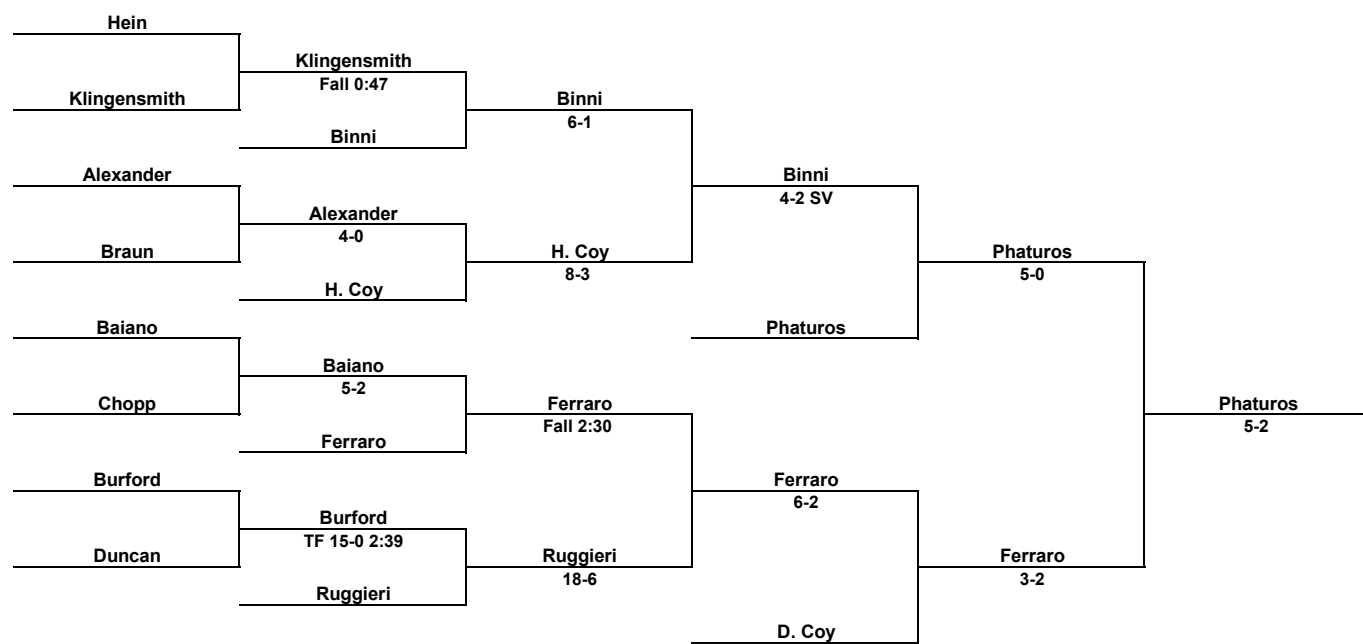 Hein
Klingensmith
Fall 0:47
Klingensmith
Binni
6-1
Binni
Alexander
Binni
4-2 SV
Alexander
4-0
Braun
H. Coy
8-3
Phaturos
5-0
H. Coy
Baiano
Phaturos
Baiano
5-2
Chopp
Ferraro
Fall 2:30
Phaturos
5-2
Ferraro
Burford
Ferraro
6-2
Burford
TF 15-0 2:39
Duncan
Ruggieri
18-6
Ferraro
3-2
Ruggieri
D. Coy